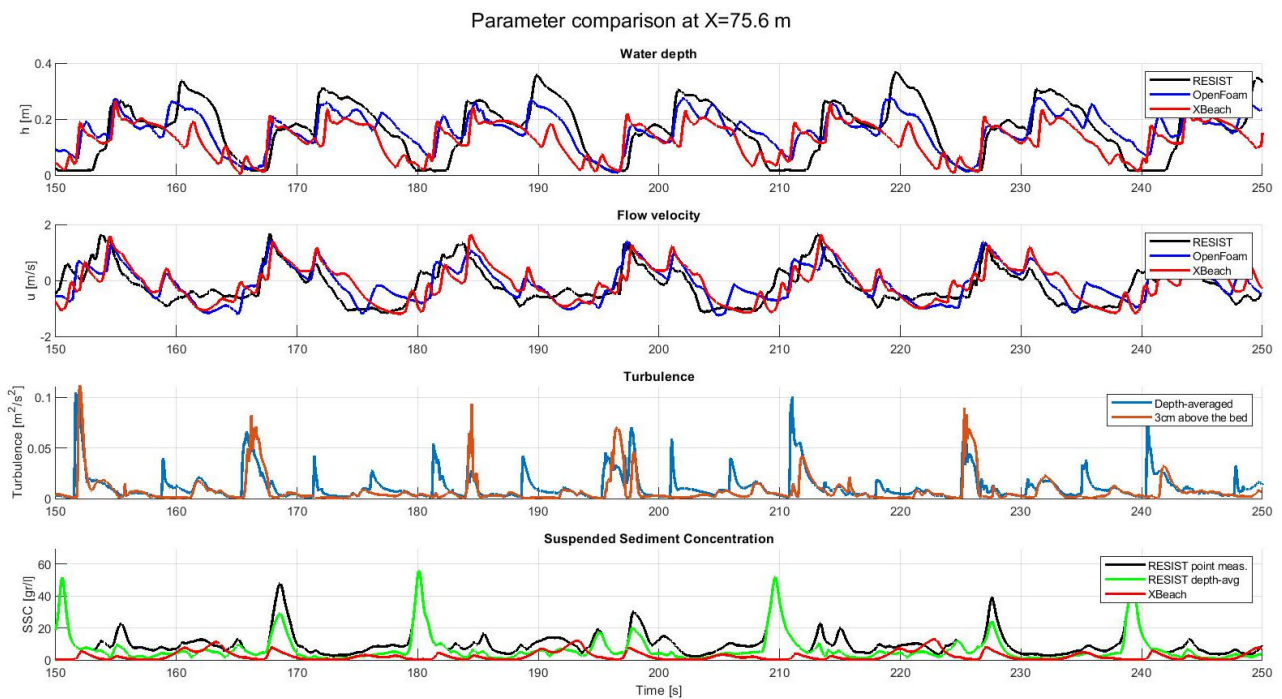 Parameter comparison at X=75.6 m
Water depth
0.4
0.2
0
h [m]
RESIST
OpenFoam
XBeach
150 160 170 180 190 200 210 220 230 240 250
Flow velocity
2
0
-2
u [m/s]
RESIST
OpenFoam
XBeach
150 160 170 180 190 200 210 220 230 240 250
Turbulence
0.1
0.05
0
Turbulence [m²/s²]
Depth-averaged
3cm above the bed
150 160 170 180 190 200 210 220 230 240 250
Suspended Sediment Concentration
60
40
20
0
SSC [gr/l]
RESIST point meas.
RESIST depth-avg
XBeach
150 160 170 180 190 200 210 220 230 240 250
Time [s]